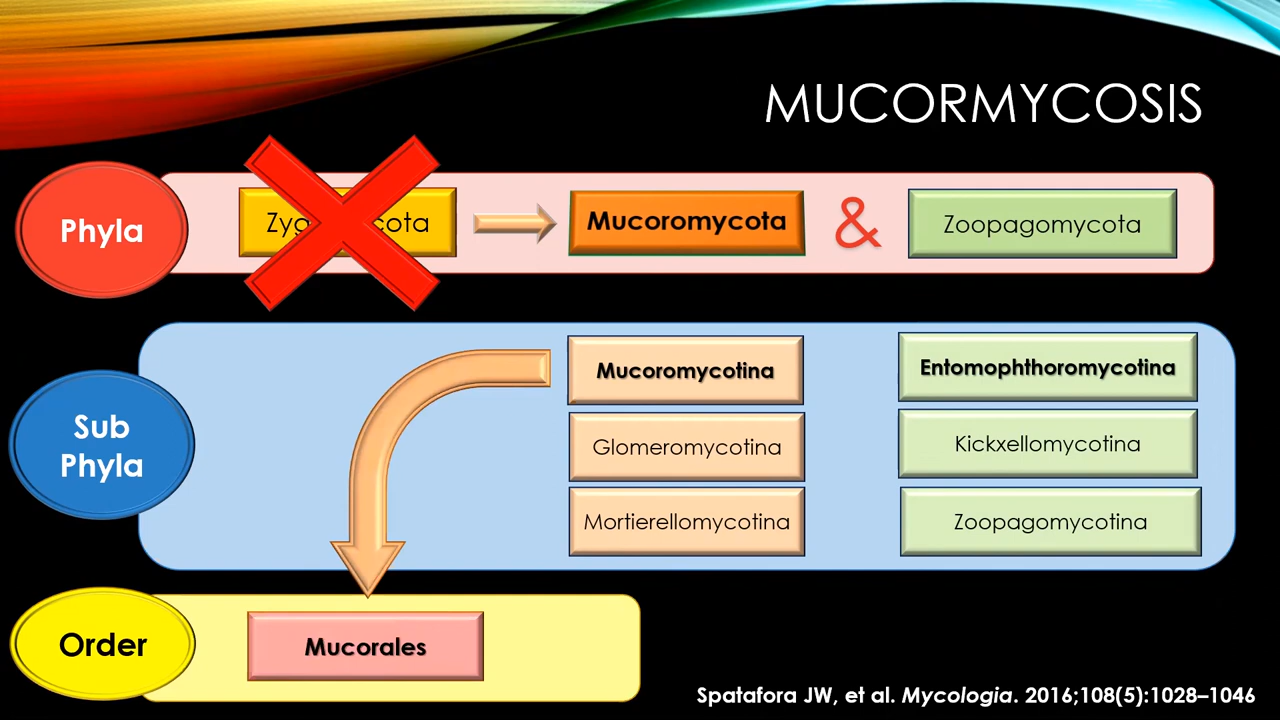 MUCORMYCOSIS
Phyla
Mucoromycota
&
Zoopagomycota
Sub
Phyla
Mucoromycotina
Entomophthoromycotina
Glomeromycotina
Kickxellomycotina
Mortierellomycotina
Zoopagomycotina
Order
Mucorales
Spatafora JW, et al. Mycologia. 2016;108(5):1028–1046